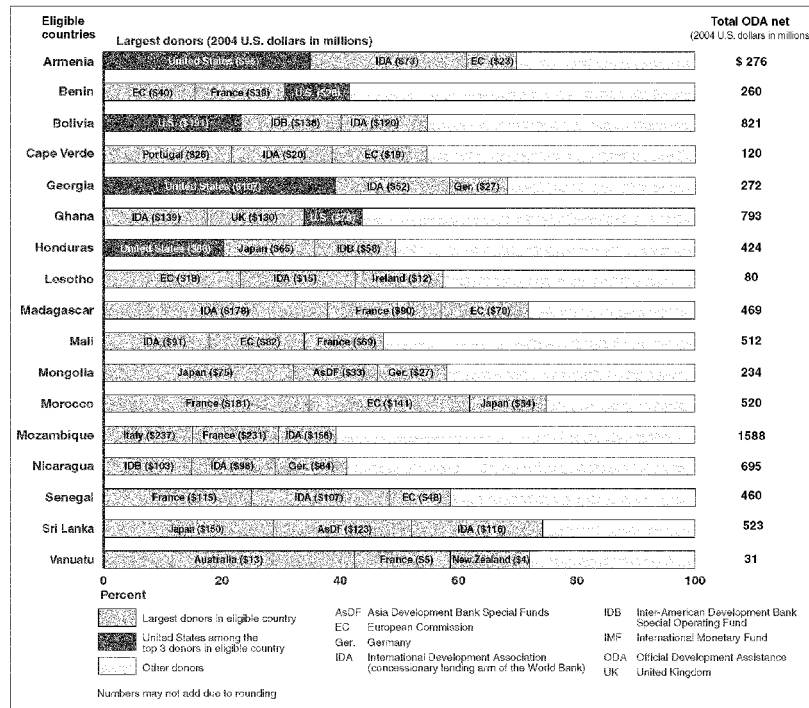 Eligible
countries
Largest donors (2004 U.S. dollars in millions)
Total ODA net
(2004 U.S. dollars in millions
Armenia United States IDA ($73) EC ($23) $ 276
Benin EC ($40) France ($39) U.S. 260
Bolivia U.S. IDB ($138) IDA ($120) 821
Cape Verde Portugal ($26) IDA ($20) EC ($19) 120
Georgia United States ($107) IDA ($52) Ger. ($27) 272
Ghana IDA ($139) UK ($130) U.S. 793
Honduras United States Japan ($65) IDB ($58) 424
Lesotho EC ($19) IDA ($15) Ireland ($12) 80
Madagascar IDA ($178) France ($90) EC ($70) 469
Mali IDA ($91) EC ($82) France ($69) 512
Mongolia Japan ($75) AsDF ($33) Ger. ($27) 234
Morocco France ($181) EC ($141) Japan ($54) 520
Mozambique Italy ($237) France ($231) IDA ($156) 1588
Nicaragua IDB ($103) IDA ($98) Ger. ($84) 695
Senegal France ($115) IDA ($107) EC ($48) 460
Sri Lanka Japan ($150) AsDF ($123) IDA ($116) 523
Vanuatu Australia ($13) France ($5) New Zealand ($4) 31
0 20 40 60 80 100
Percent
Largest donors in eligible country
United States among the
top 3 donors in eligible country
Other donors
AsDF Asia Development Bank Special Funds
EC European Commission
Ger. Germany
IDA International Development Association
(concessionary lending arm of the World Bank)
IDB Inter-American Development Bank
Special Operating Fund
IMF International Monetary Fund
ODA Official Development Assistance
UK United Kingdom
Numbers may not add due to rounding